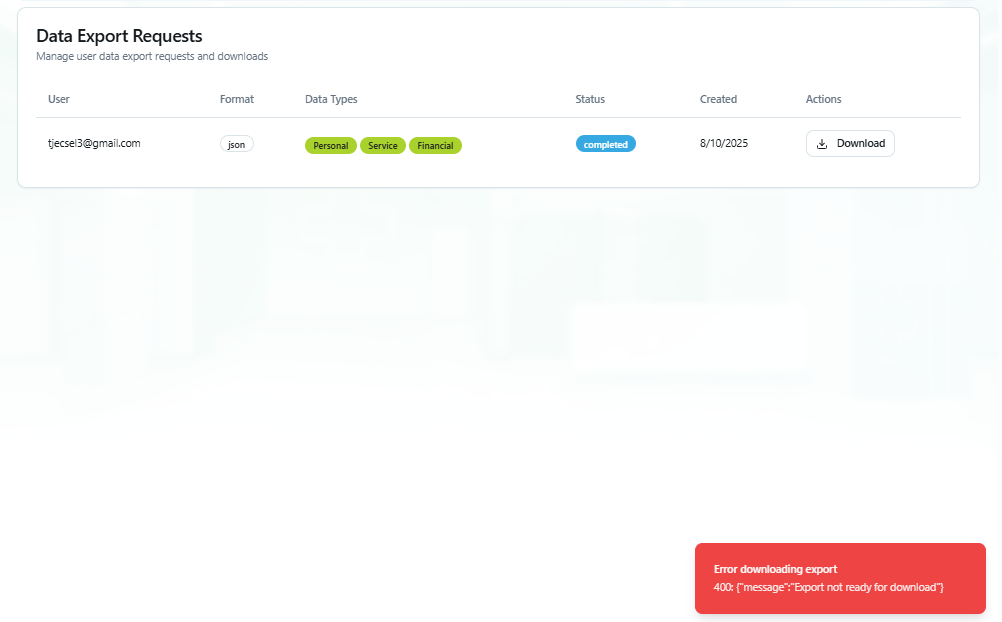 Data Export Requests
Manage user data export requests and downloads
User Format Data Types Status Created Actions
tjecsel3@gmail.com json Personal Service Financial completed 8/10/2025 Download
Error downloading export
400: {"message":"Export not ready for download"}